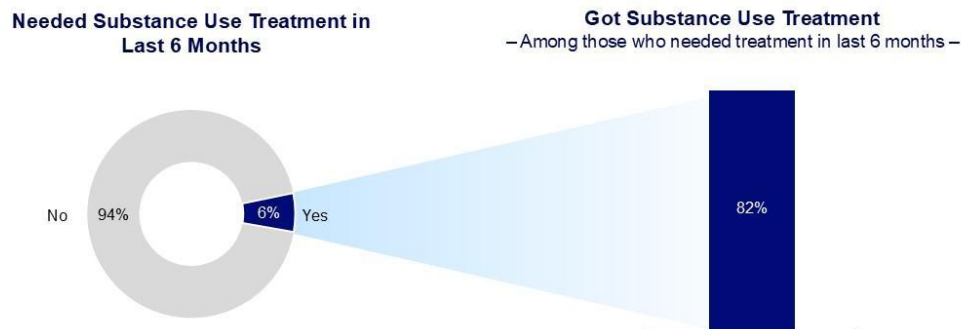 Needed Substance Use Treatment in
Last 6 Months
Got Substance Use Treatment
– Among those who needed treatment in last 6 months –
No
94%
6%
Yes
82%